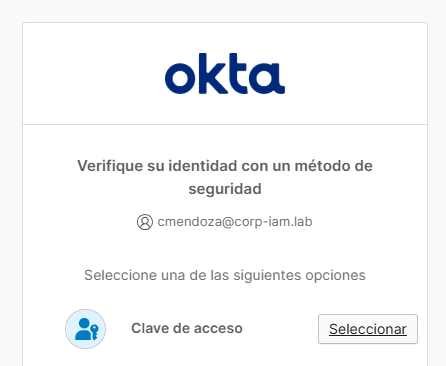 okta
Verifique su identidad con un método de
seguridad
cmendoza@corp-iam.lab
Seleccione una de las siguientes opciones
Clave de acceso
Seleccionar